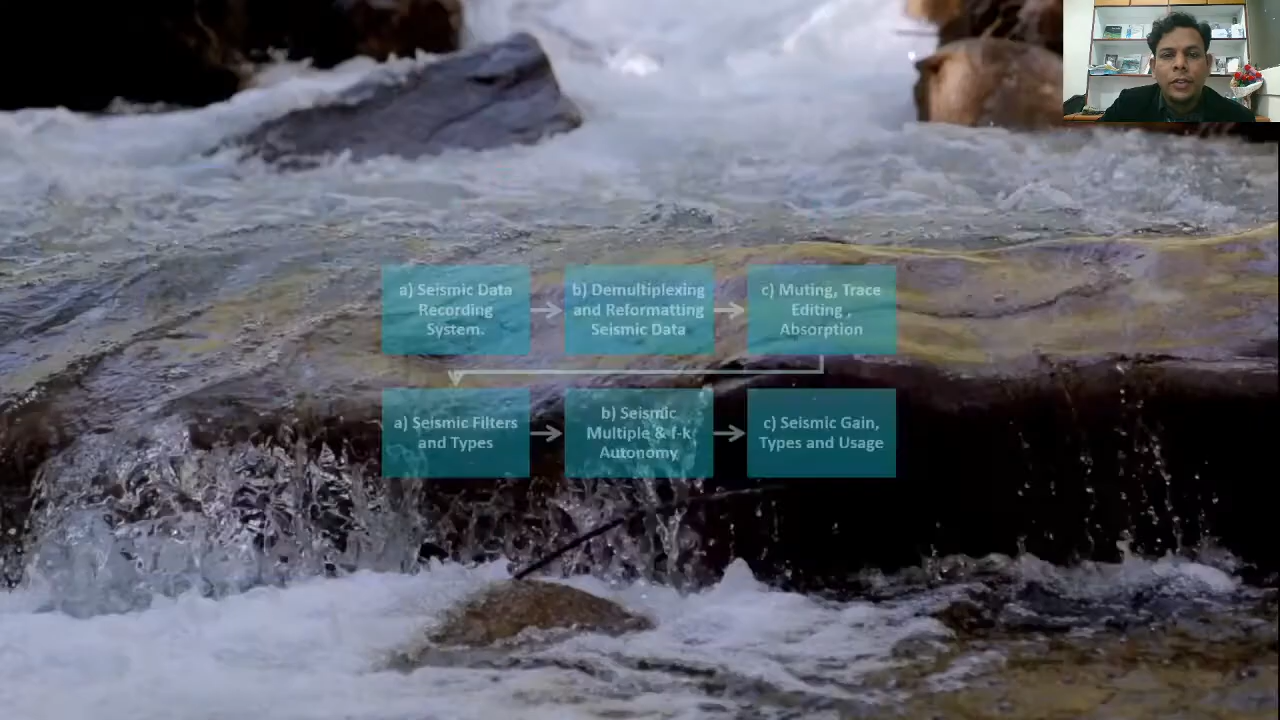 a) Seismic Data
Recording
System.
b) Demultiplexing
and Reformatting
Seismic Data
c) Muting, Trace
Editing ,
Absorption
a) Seismic Filters
and Types
b) Seismic
Multiple & f-k
Autonomy
c) Seismic Gain,
Types and Usage